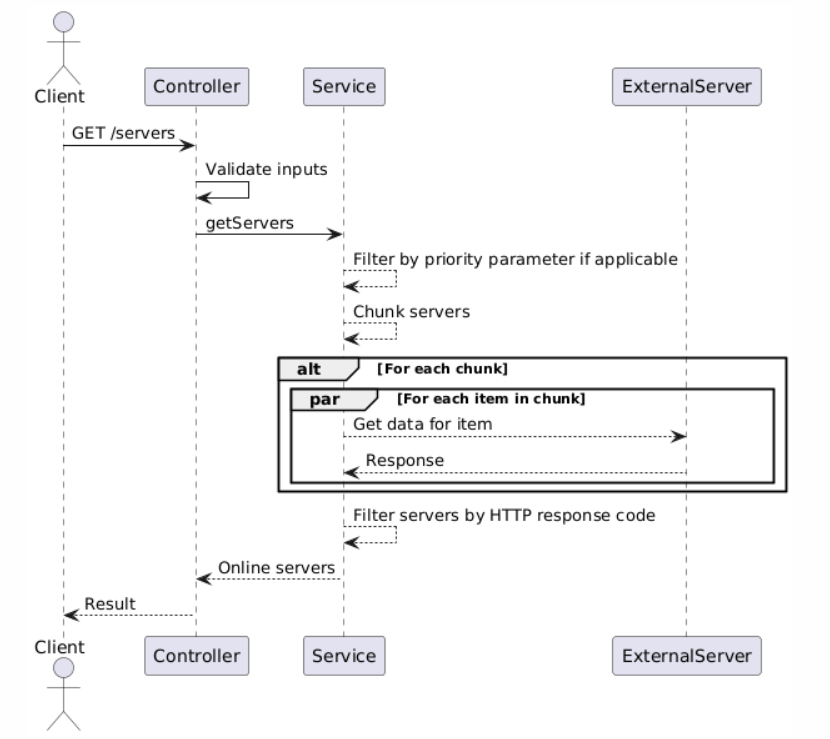 Client
Controller
Service
ExternalServer
GET /servers
Validate inputs
getServers
Filter by priority parameter if applicable
Chunk servers
alt [For each chunk]
par [For each item in chunk]
Get data for item
Response
Filter servers by HTTP response code
Online servers
Result
Client
Controller
Service
ExternalServer